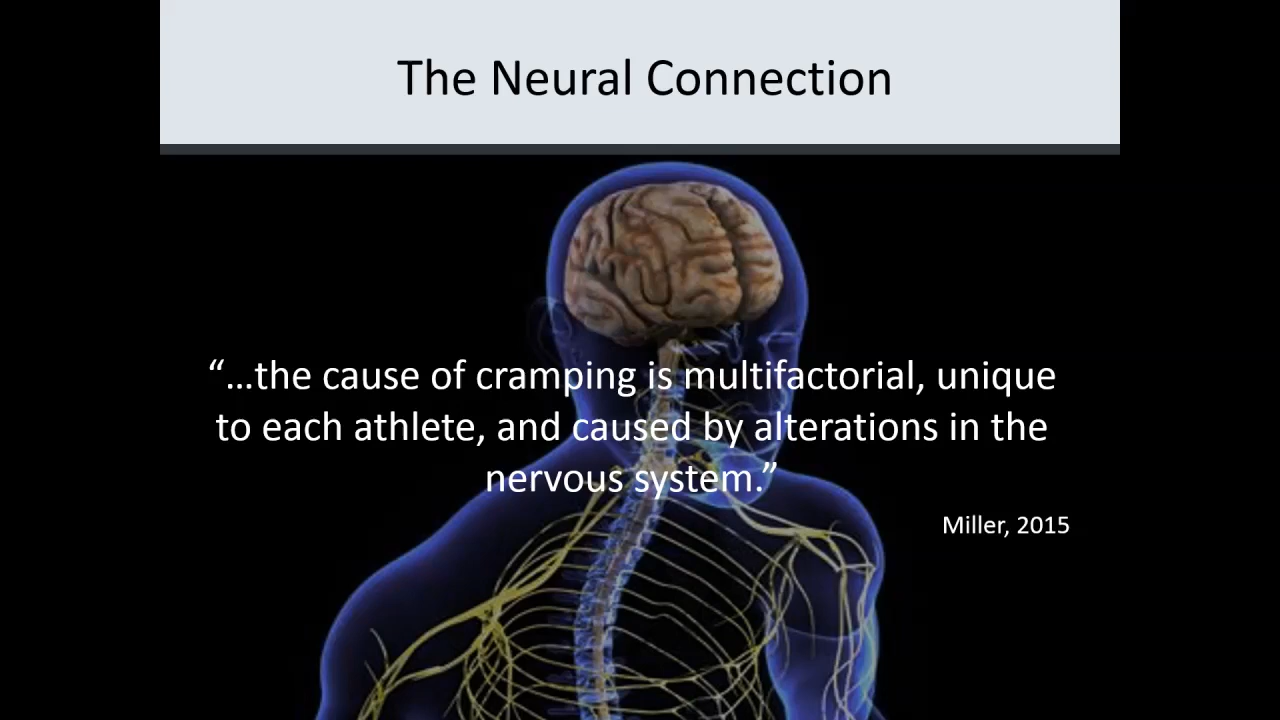 The Neural Connection
“…the cause of cramping is multifactorial, unique
to each athlete, and caused by alterations in the
nervous system.”
Miller, 2015